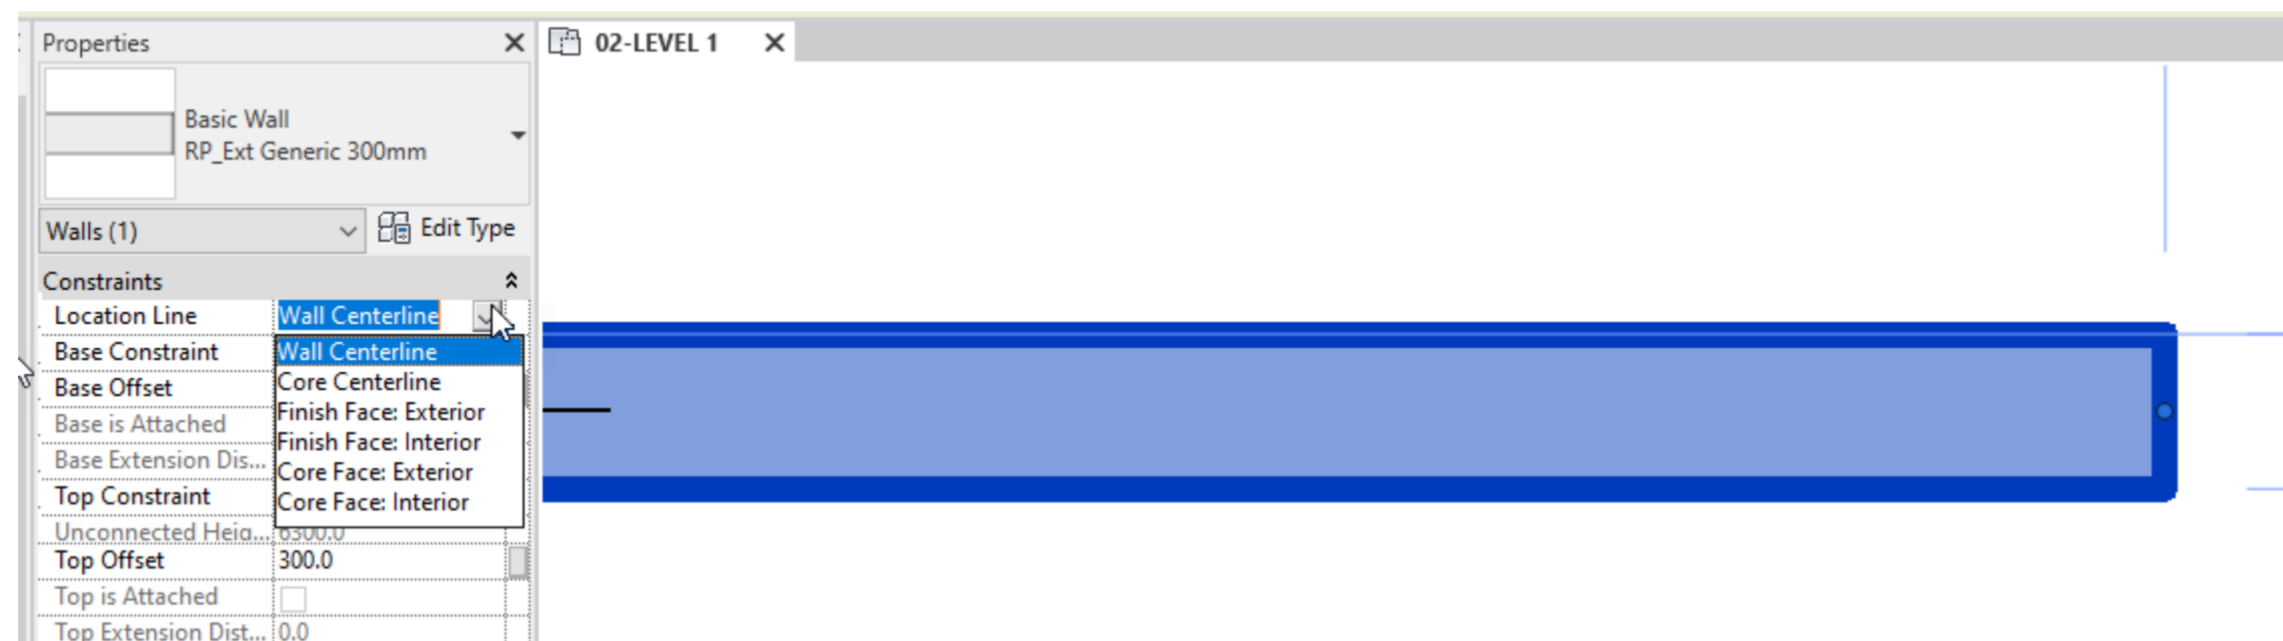 Properties
02-LEVEL 1
Basic Wall
RP_Ext Generic 300mm
Walls (1)
Edit Type
Constraints
Location Line Wall Centerline
Base Constraint Wall Centerline
Core Centerline
Base Offset
Finish Face: Exterior
Base is Attached
Finish Face: Interior
Base Extension Dis...
Core Face: Exterior
Top Constraint
Core Face: Interior
Unconnected Heig... 6300.0
Top Offset 300.0
Top is Attached
Top Extension Dist... 0.0